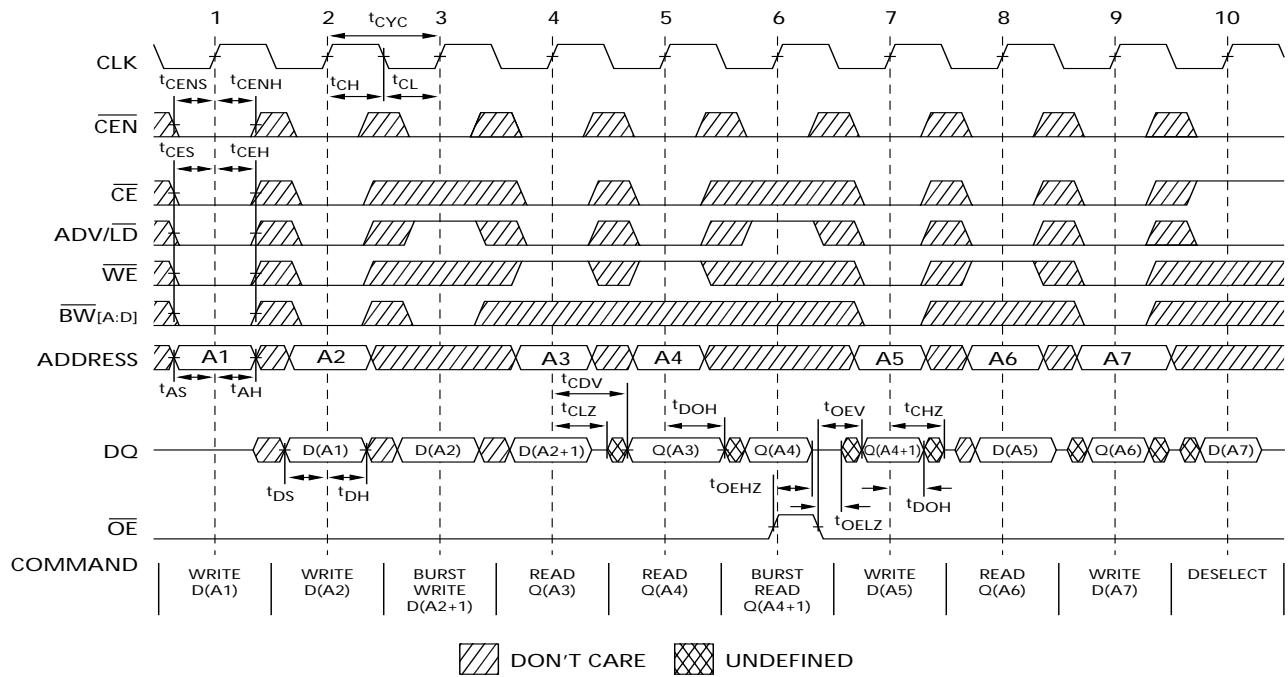 1 2 3 4 5 6 7 8 9 10
tCYC
CLK
tCENS tCENH tCH tCL
CEN
tCES tCEH
CE
ADV/LD
WE
BW[A:D]
ADDRESS A1 A2 A3 A4 A5 A6 A7
tAS tAH tCDV
tCLZ tDOH tOEV tCHZ
DQ D(A1) D(A2) D(A2+1) Q(A3) Q(A4) Q(A4+1) D(A5) Q(A6) D(A7)
tDS tDH tOEHZ tDOH
tOELZ
OE
COMMAND
WRITE D(A1)
WRITE D(A2)
BURST WRITE D(A2+1)
READ Q(A3)
READ Q(A4)
BURST READ Q(A4+1)
WRITE D(A5)
READ Q(A6)
WRITE D(A7)
DESELECT
DON'T CARE UNDEFINED